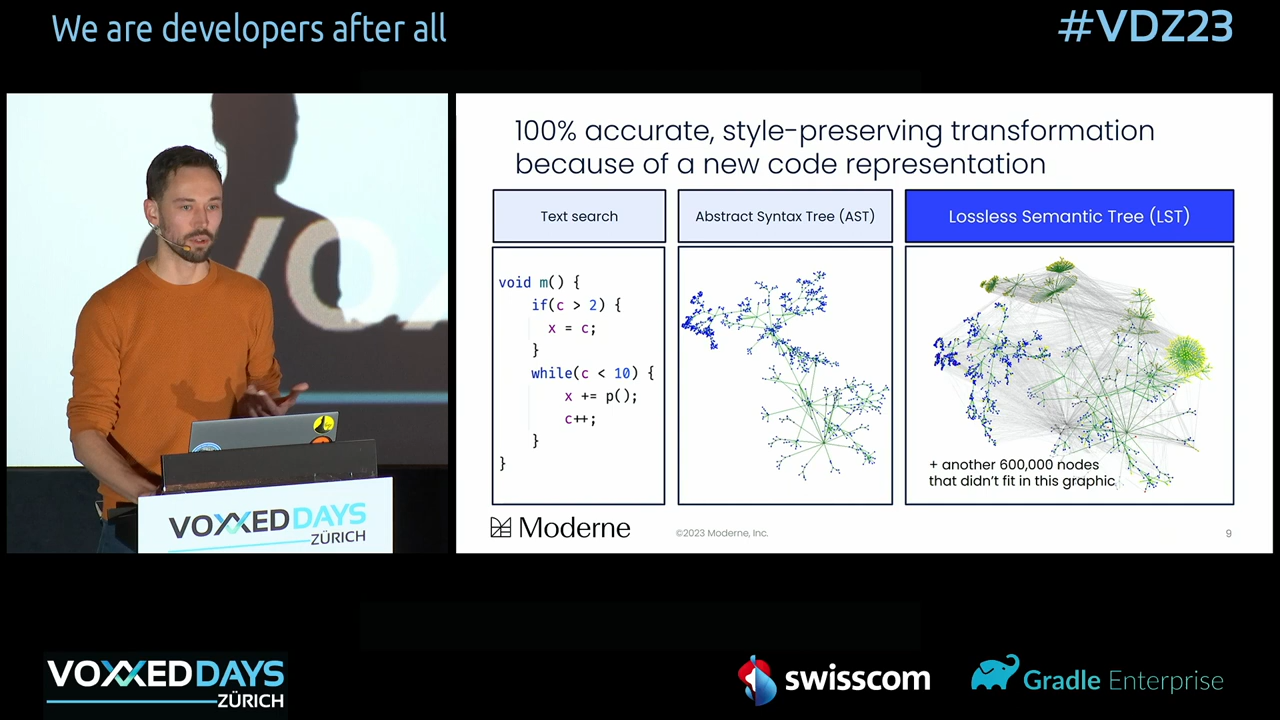 We are developers after all
#VDZ23
100% accurate, style-preserving transformation
because of a new code representation
Text search
Abstract Syntax Tree (AST)
Lossless Semantic Tree (LST)
void m() {
if(c > 2) {
x = c;
}
while(c < 10) {
x += p();
c++;
}
}
+ another 600,000 nodes
that didn't fit in this graphic
Moderne
©2023 Moderne, Inc.
9
VOXXED DAYS
ZÜRICH
VOXXED DAYS
ZÜRICH
swisscom
Gradle Enterprise